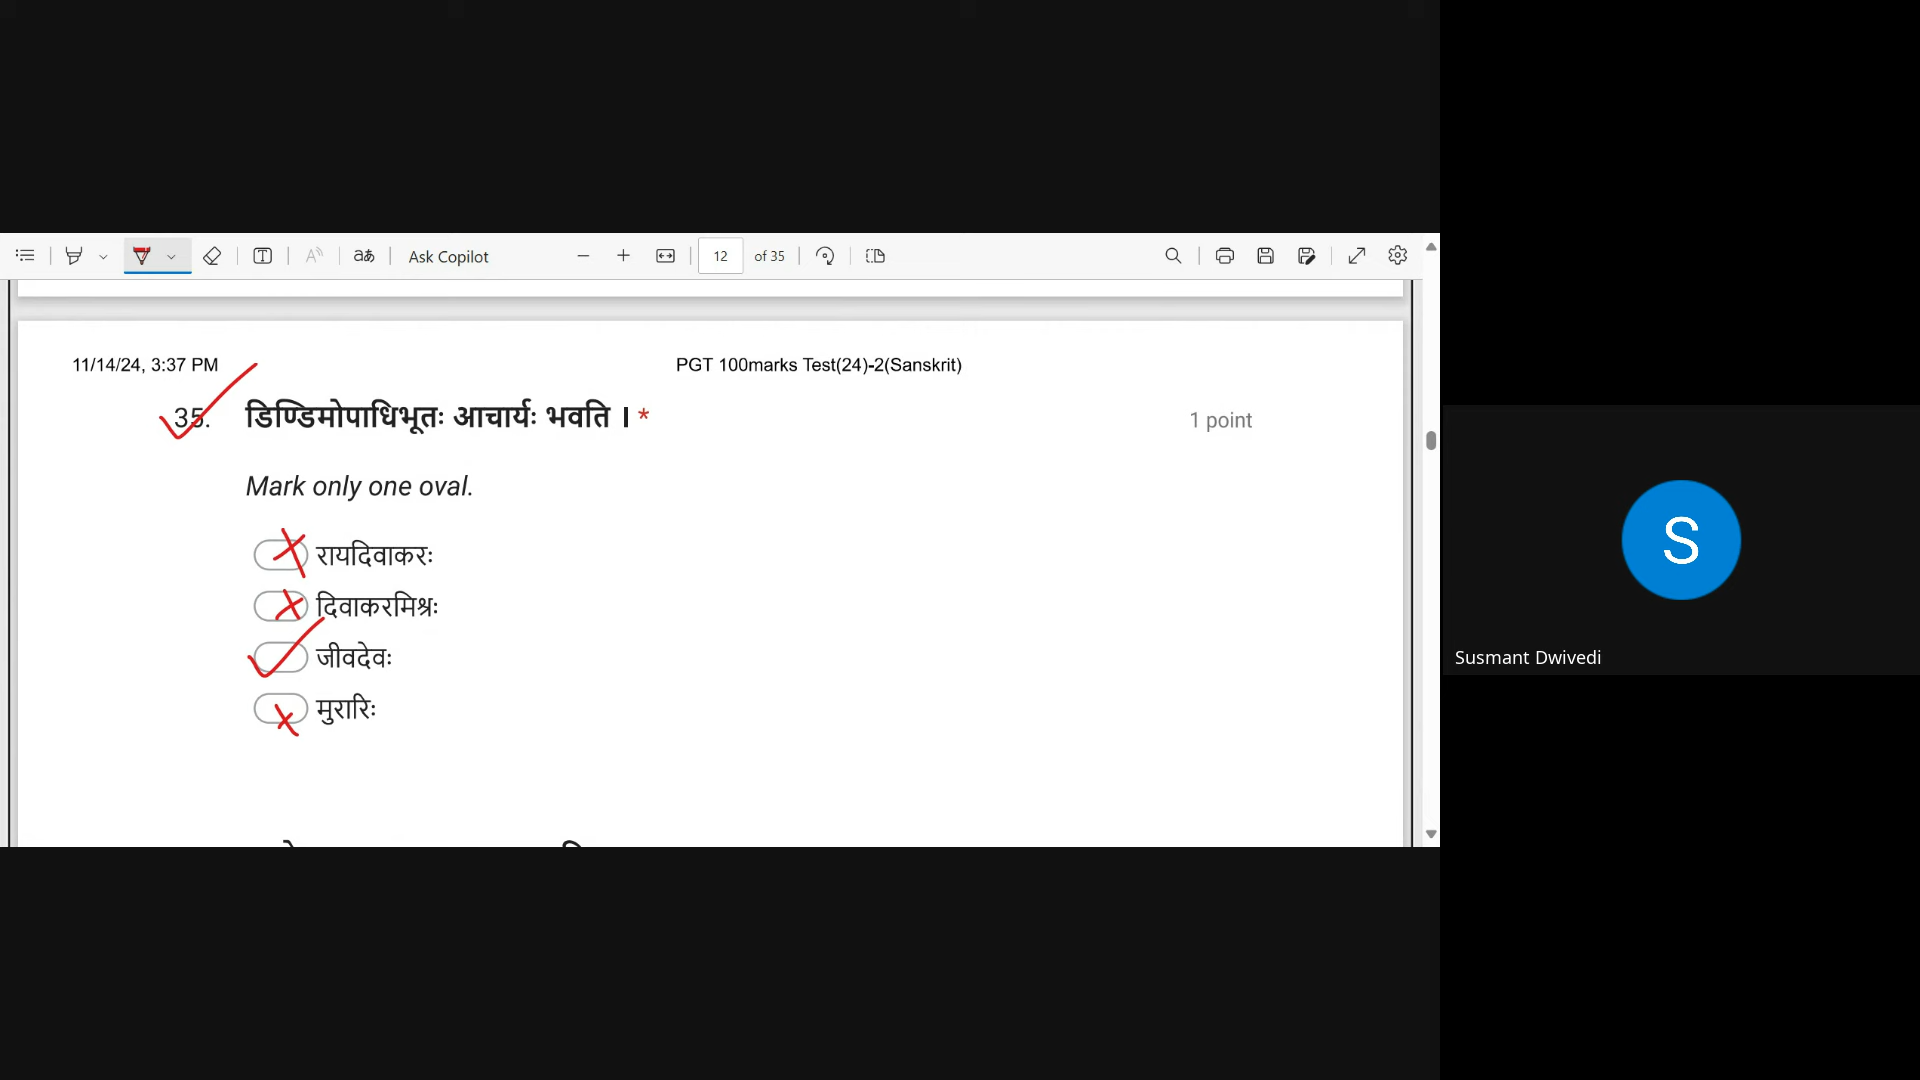 Ask Copilot
12 of 35
11/14/24, 3:37 PM
PGT 100marks Test(24)-2(Sanskrit)
35. डिण्डिमोपाधिभूतः आचार्यः भवति । *
1 point
Mark only one oval.
रायदिवाकरः
दिवाकरमिश्रः
जीवदेवः
मुरारिः
S
Susmant Dwivedi